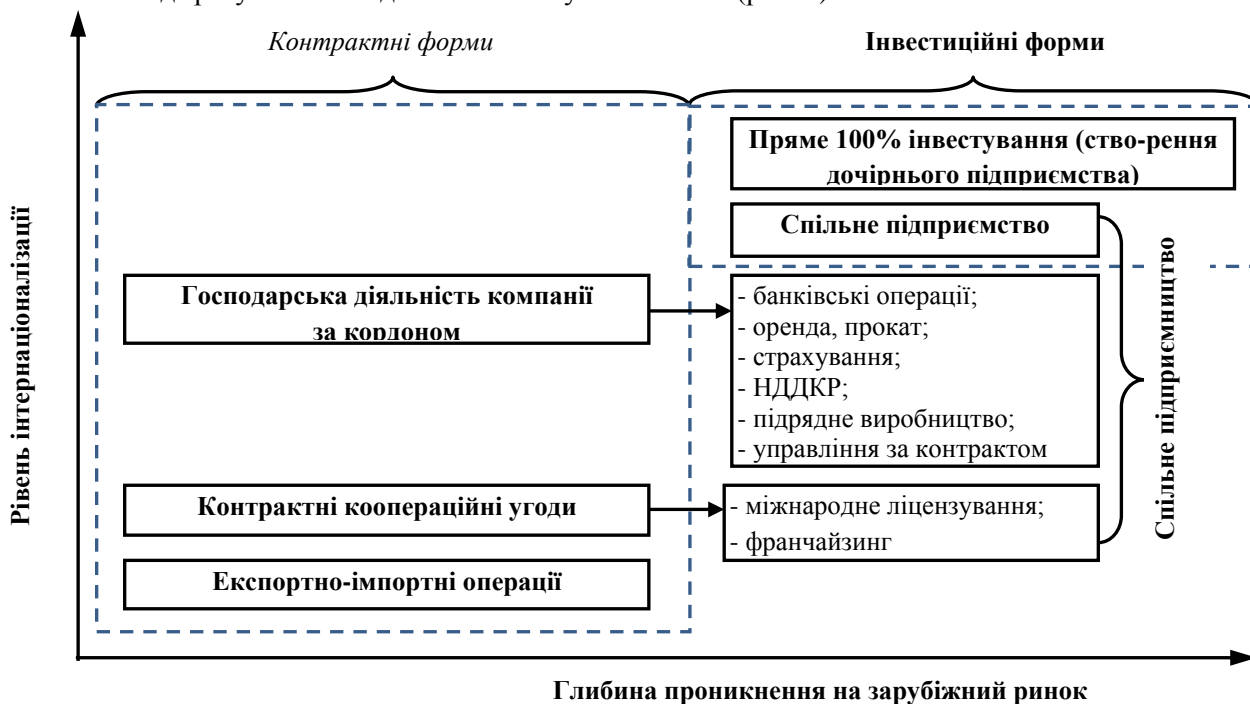 Контрактні форми
Інвестиційні форми
Пряме 100% інвестування (ство-рення
дочірнього підприємства)
Спільне підприємство
Господарська діяльність компанії
за кордоном
- банківські операції;
- оренда, прокат;
- страхування;
- НДДКР;
- підрядне виробництво;
- управління за контрактом
Контрактні коопераційні угоди
- міжнародне ліцензування;
- франчайзинг
Експортно-імпортні операції
Спільне підприємництво
Рівень інтернаціоналізації
Глибина проникнення на зарубіжний ринок